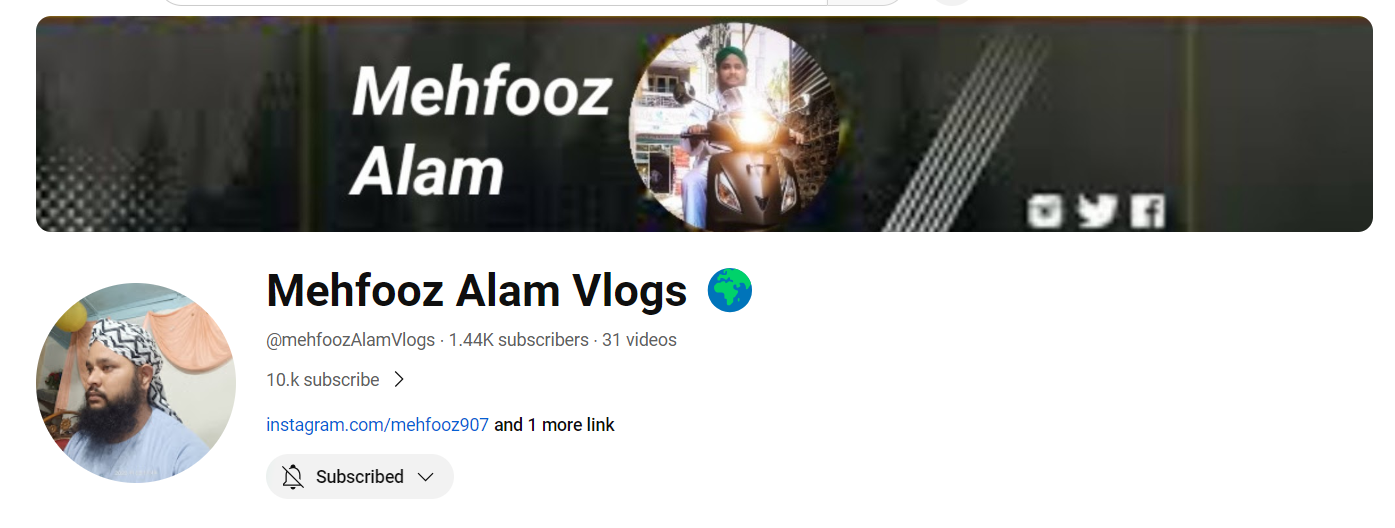 Mehfooz
Alam
Mehfooz Alam Vlogs
@mehfoozAlamVlogs · 1.44K subscribers · 31 videos
10.k subscribe
instagram.com/mehfooz907 and 1 more link
Subscribed